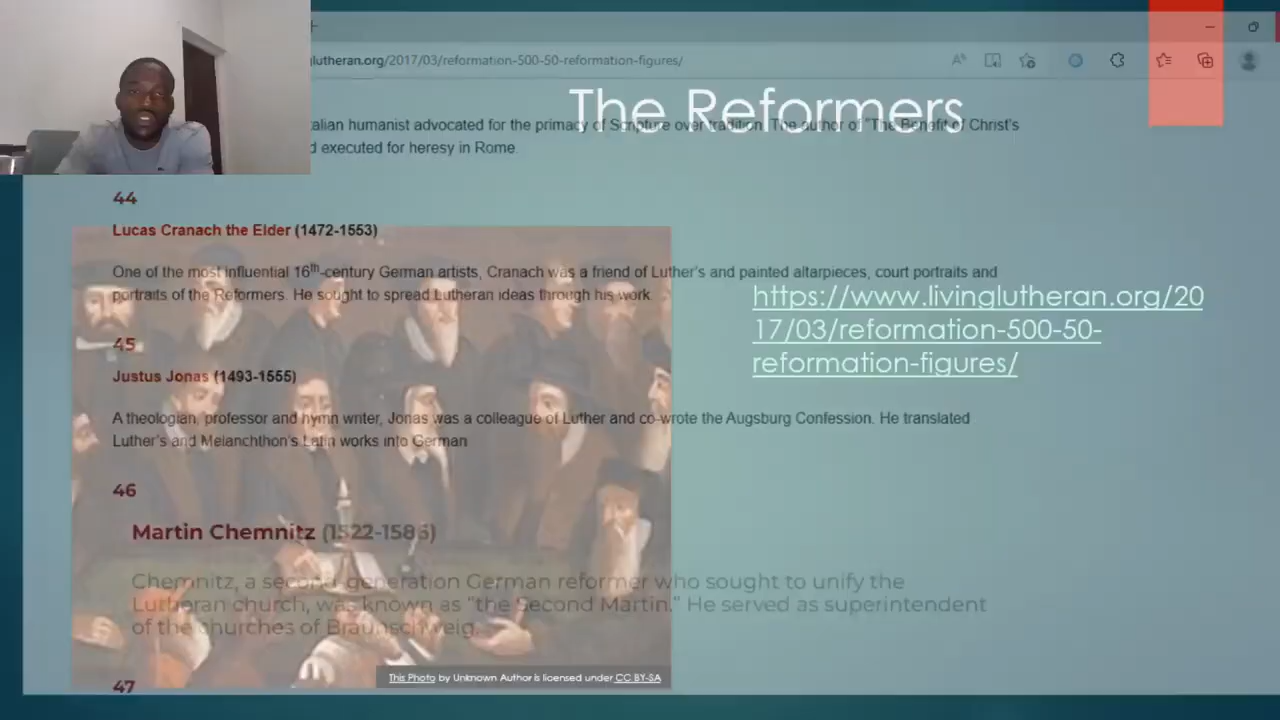 lutheran.org/2017/03/reformation-500-50-reformation-figures/
The Reformers
talian humanist advocated for the primacy of Scripture over tradition. The author of "The Benefit of Christ's
d executed for heresy in Rome
44
Lucas Cranach the Elder (1472-1553)
One of the most influential 16th-century German artists, Cranach was a friend of Luther's and painted altarpieces, court portraits and
portraits of the Reformers. He sought to spread Lutheran ideas through his work.
https://www.livinglutheran.org/20
17/03/reformation-500-50-
reformation-figures/
45
Justus Jonas (1493-1555)
A theologian, professor and hymn writer, Jonas was a colleague of Luther and co-wrote the Augsburg Confession. He translated
Luther's and Melanchthon's Latin works into German
46
Martin Chemnitz (1522-1586)
Chemnitz, a second-generation German reformer who sought to unify the
Lutheran church, was known as "the Second Martin." He served as superintendent
of the churches of Braunschweig.
This Photo by Unknown Author is licensed under CC BY-SA
47